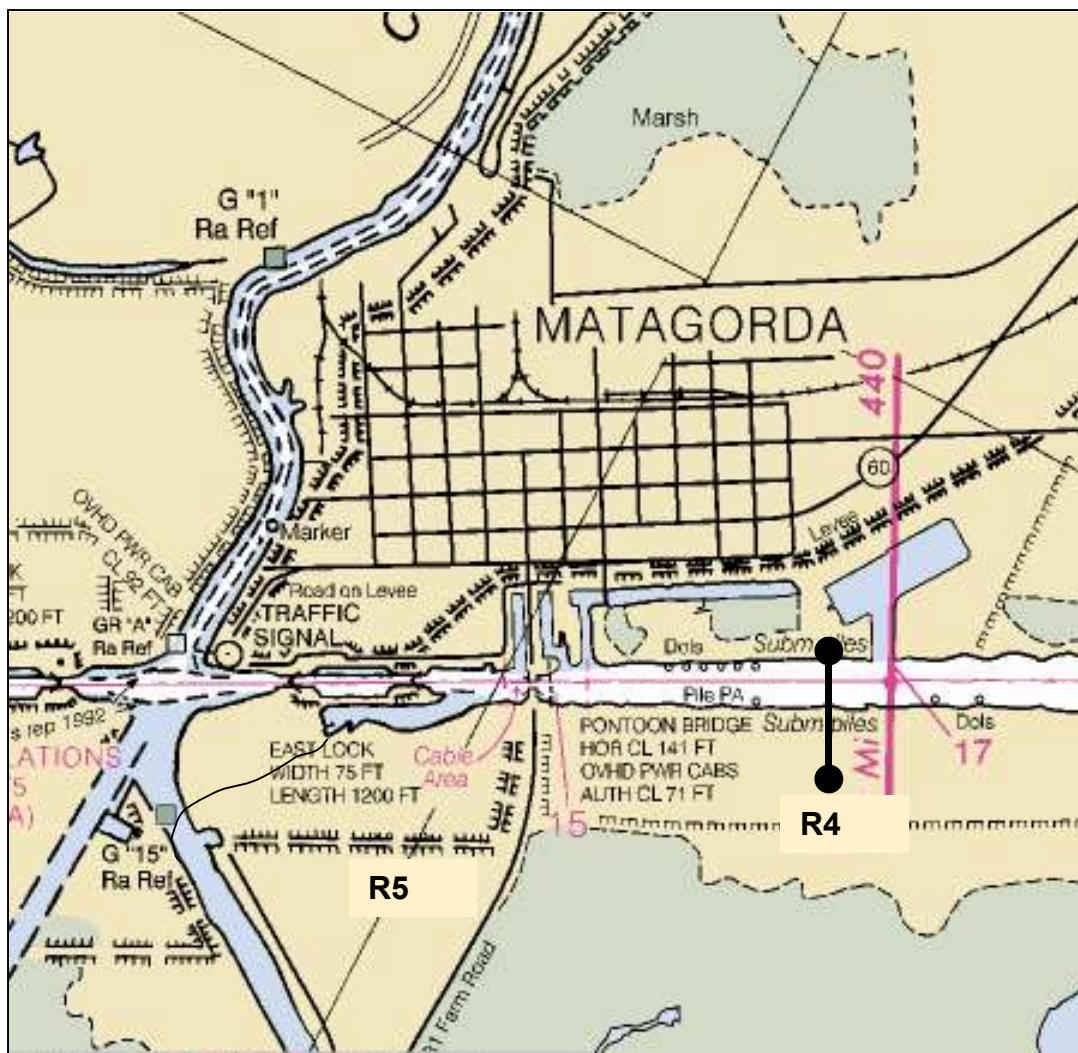 C
Marsh
G "1"
Ra Ref
MATAGORDA
440
60
OVHD PWR CAB
CL 92 FT
Marker
Levee
FT
200 FT
Road on Levee
TRAFFIC
SIGNAL
GR "A"
Ra Ref
Dols
Subm piles
s rep 1992
Pile PA
LATIONS
5
A)
EAST LOCK
WIDTH 75 FT
LENGTH 1200 FT
Cable
Area
PONTOON BRIDGE
HOR CL 141 FT
OVHD PWR CABS
AUTH CL 71 FT
Subm piles
Dols
Mi
17
15
R4
G "15"
Ra Ref
R5
Farm Road